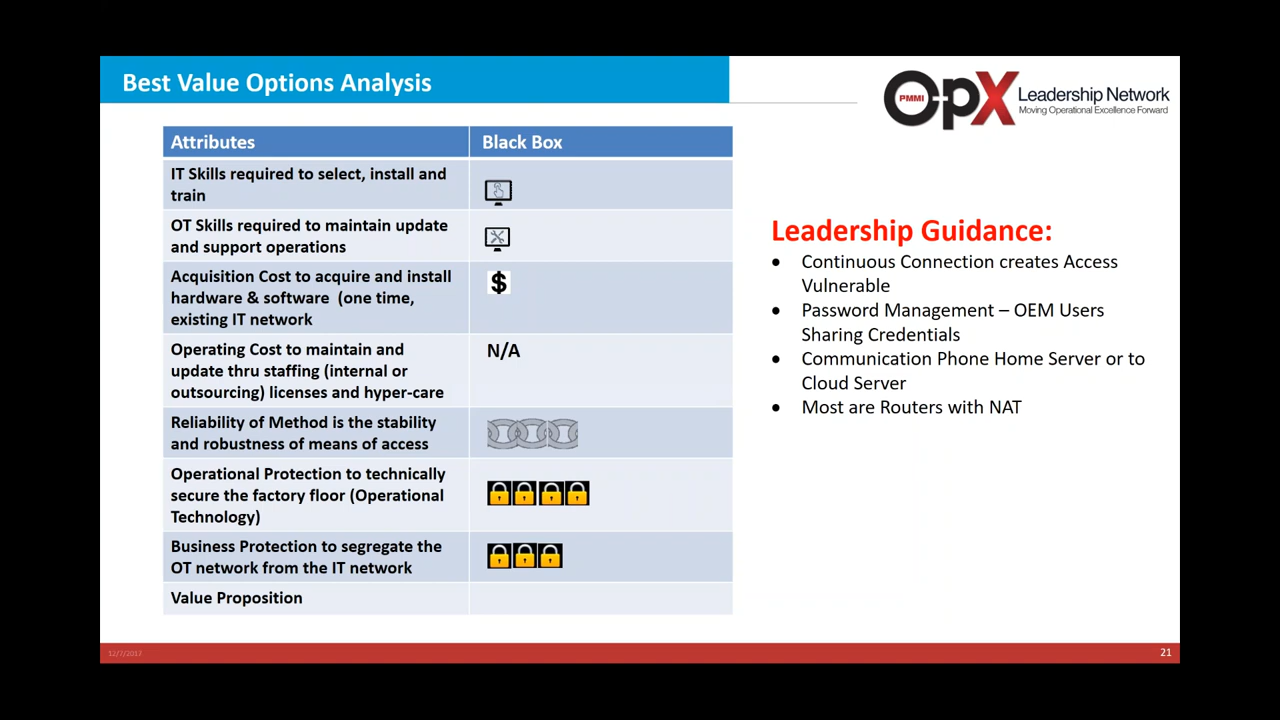 Best Value Options Analysis
OpX
PMMI
Leadership Network
Moving Operational Excellence Forward
Attributes
Black Box
IT Skills required to select, install and
train
OT Skills required to maintain update
and support operations
Acquisition Cost to acquire and install
hardware & software (one time,
existing IT network
$
Operating Cost to maintain and
update thru staffing (internal or
outsourcing) licenses and hyper-care
N/A
Reliability of Method is the stability
and robustness of means of access
Operational Protection to technically
secure the factory floor (Operational
Technology)
Business Protection to segregate the
OT network from the IT network
Value Proposition
Leadership Guidance:
• Continuous Connection creates Access
Vulnerable
• Password Management – OEM Users
Sharing Credentials
• Communication Phone Home Server or to
Cloud Server
• Most are Routers with NAT
12/7/2017
21